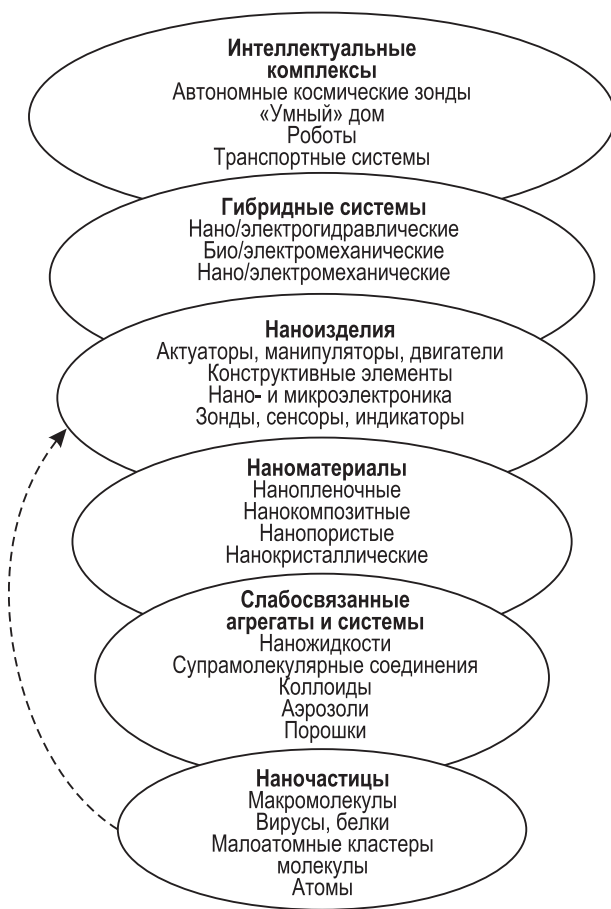 Интеллектуальные
комплексы
Автономные космические зонды
«Умный» дом
Роботы
Транспортные системы
Гибридные системы
Нано/электрогидравлические
Био/электромеханические
Нано/электромеханические
Наноизделия
Актуаторы, манипуляторы, двигатели
Конструктивные элементы
Нано- и микроэлектроника
Зонды, сенсоры, индикаторы
Наноматериалы
Нанопленочные
Нанокомпозитные
Нанопористые
Нанокристаллические
Слабосвязанные
агрегаты и системы
Наножидкости
Супрамолекулярные соединения
Коллоиды
Аэрозоли
Порошки
Наночастицы
Макромолекулы
Вирусы, белки
Малоатомные кластеры
молекулы
Атомы